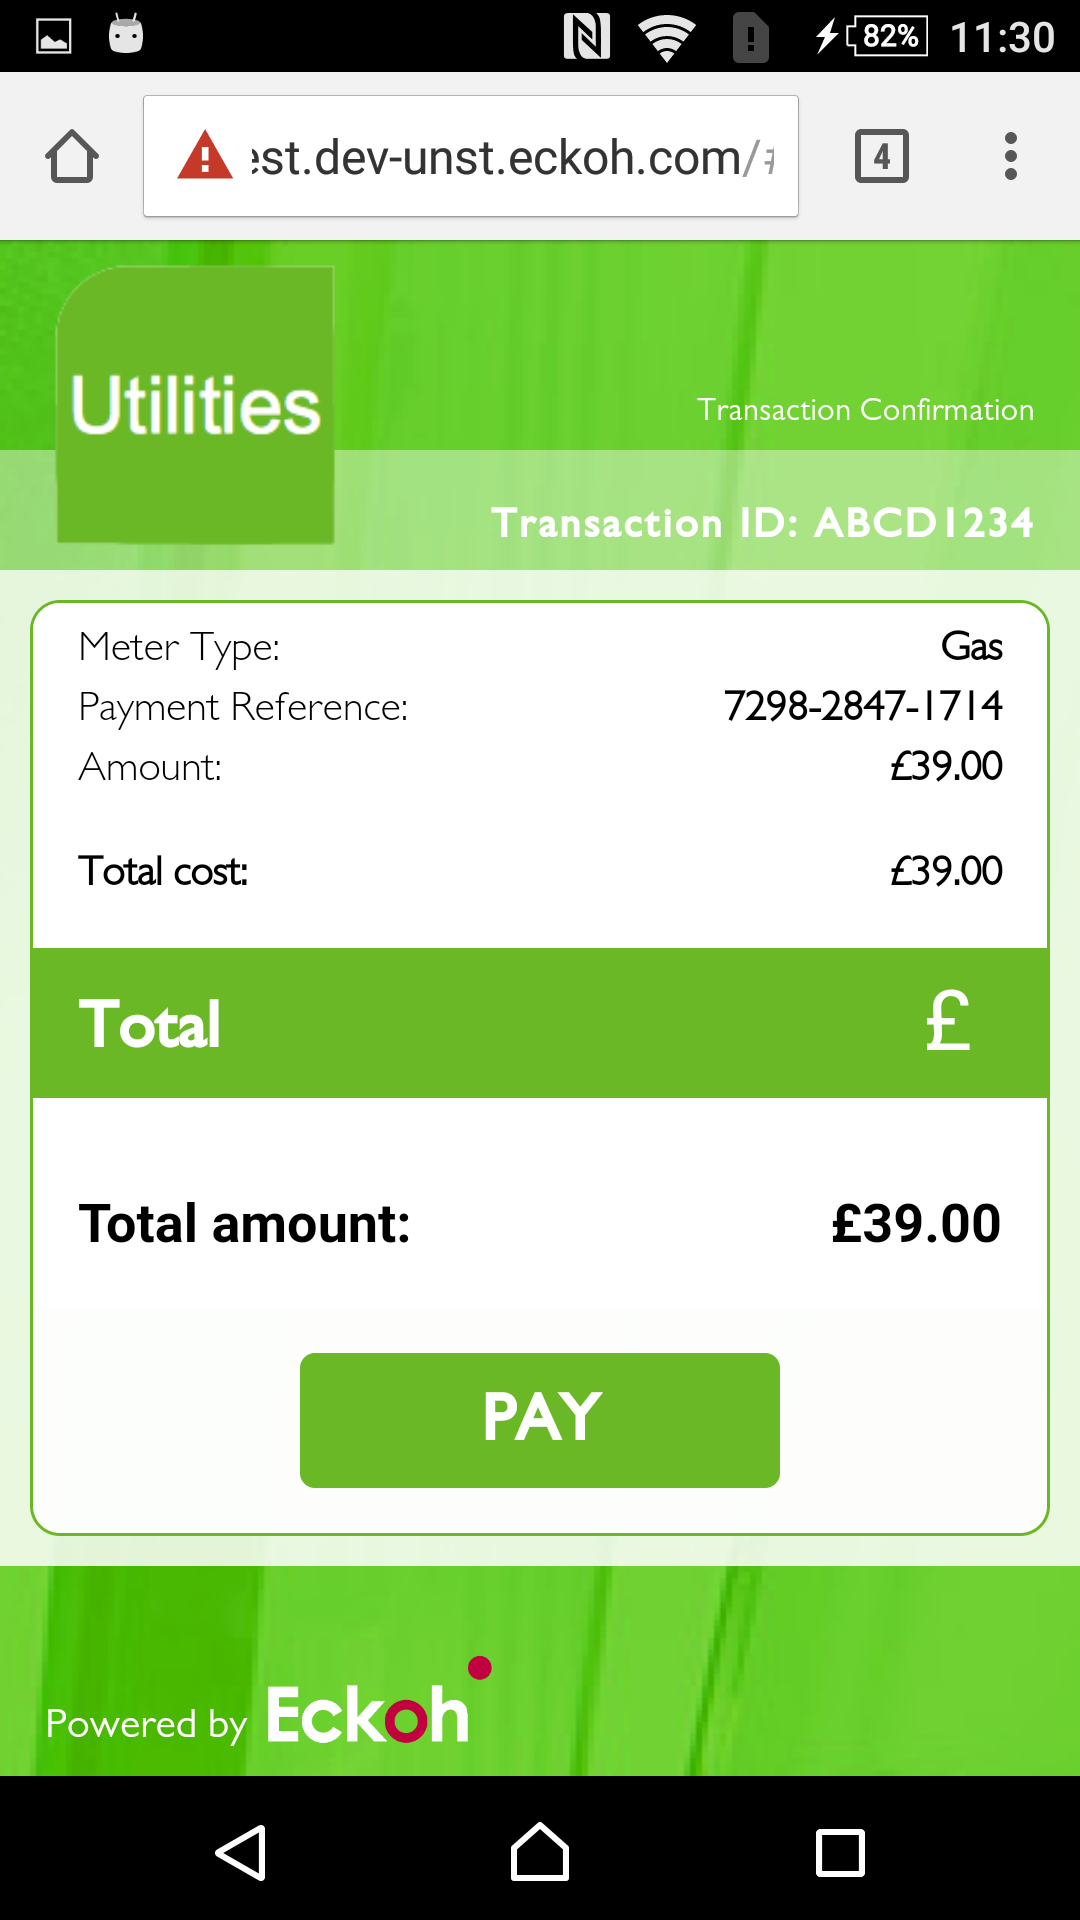 82% 11:30
est.dev-unst.eckoh.com/#
4
Utilities
Transaction Confirmation
Transaction ID: ABCD1234
Meter Type: Gas
Payment Reference: 7298-2847-1714
Amount: £39.00
Total cost: £39.00
Total £
Total amount: £39.00
PAY
Powered by Eckoh